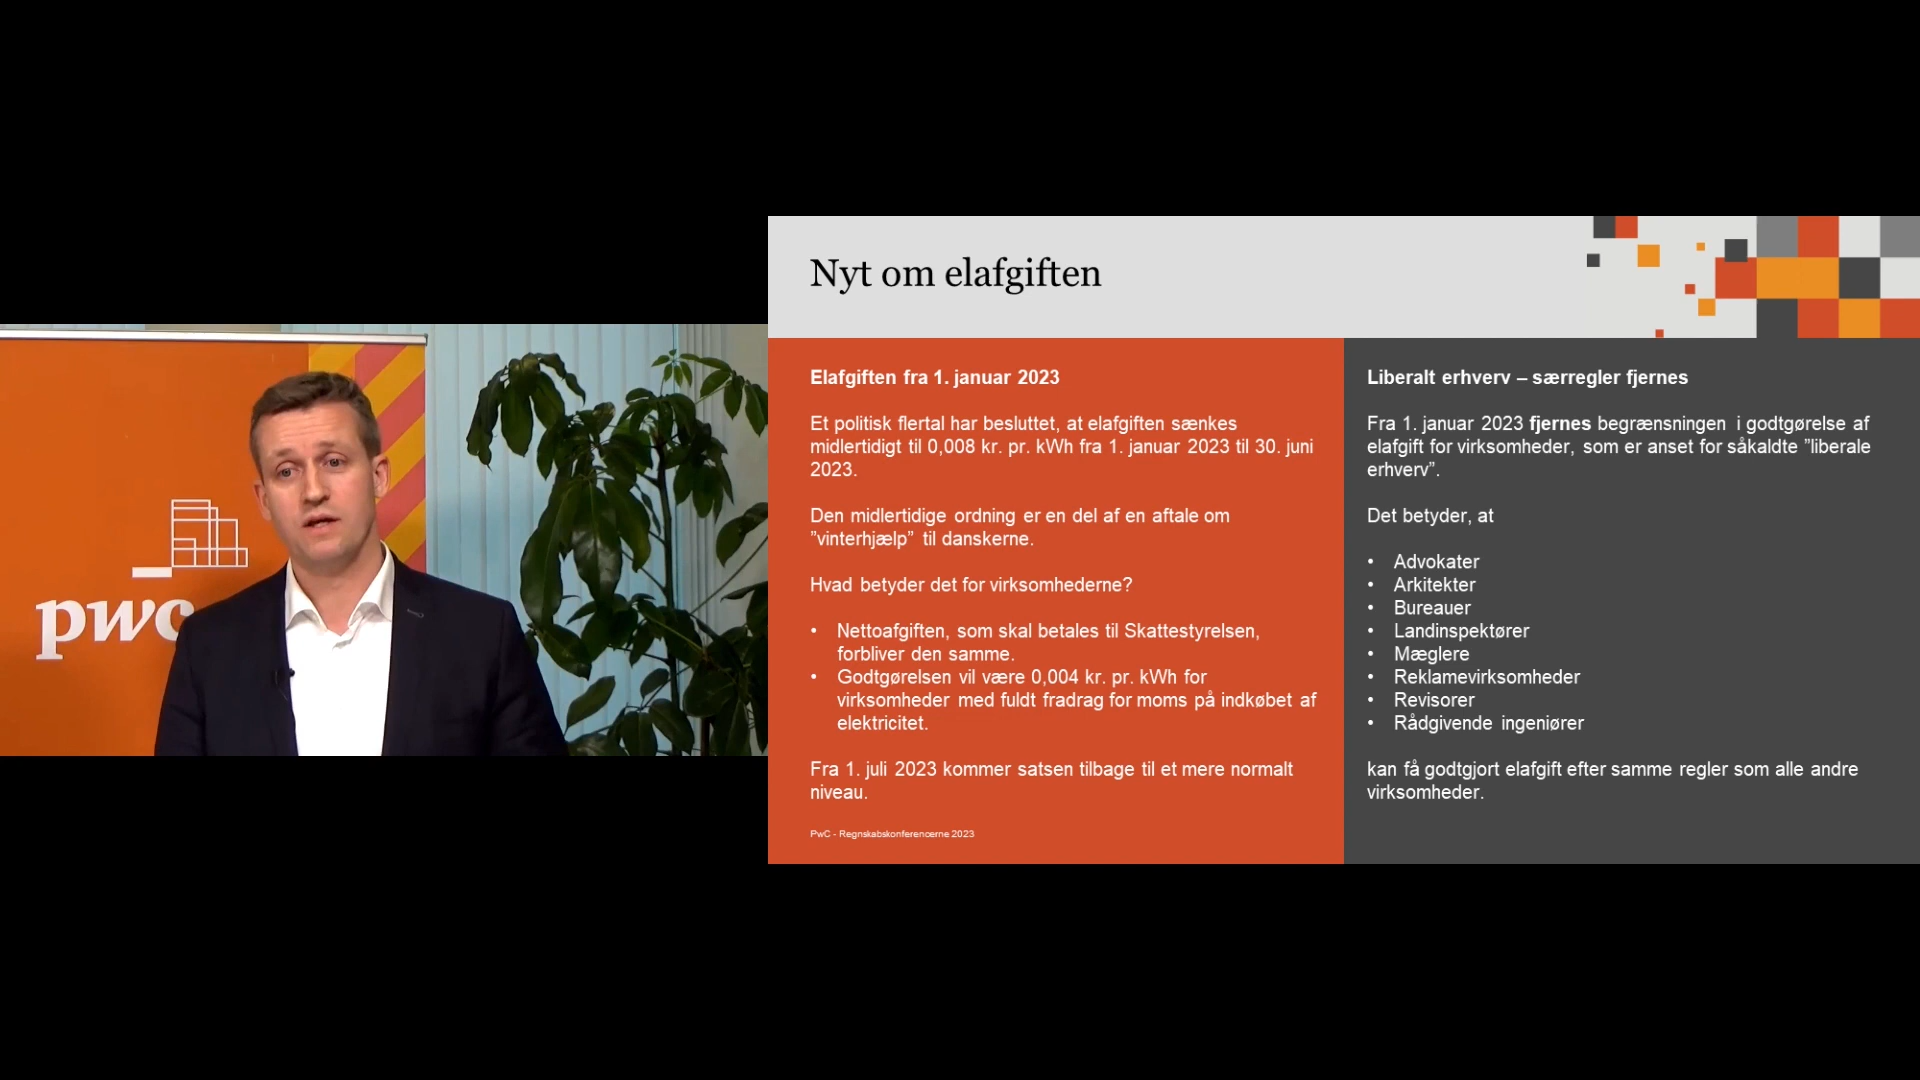 pwc
Nyt om elafgiften
Elafgiften fra 1. januar 2023
Et politisk flertal har besluttet, at elafgiften sænkes
midlertidigt til 0,008 kr. pr. kWh fra 1. januar 2023 til 30. juni
2023.
Den midlertidige ordning er en del af en aftale om
”vinterhjælp” til danskerne.
Hvad betyder det for virksomhederne?
• Nettoafgiften, som skal betales til Skattestyrelsen,
forbliver den samme.
• Godtgørelsen vil være 0,004 kr. pr. kWh for
virksomheder med fuldt fradrag for moms på indkøbet af
elektricitet.
Fra 1. juli 2023 kommer satsen tilbage til et mere normalt
niveau.
PwC - Regnskabskonferencerne 2023
Liberalt erhverv – særregler fjernes
Fra 1. januar 2023 fjernes begrænsningen i godtgørelse af
elafgift for virksomheder, som er anset for såkaldte ”liberale
erhverv”.
Det betyder, at
• Advokater
• Arkitekter
• Bureauer
• Landinspektører
• Mæglere
• Reklamevirksomheder
• Revisorer
• Rådgivende ingeniører
kan få godtgjort elafgift efter samme regler som alle andre
virksomheder.